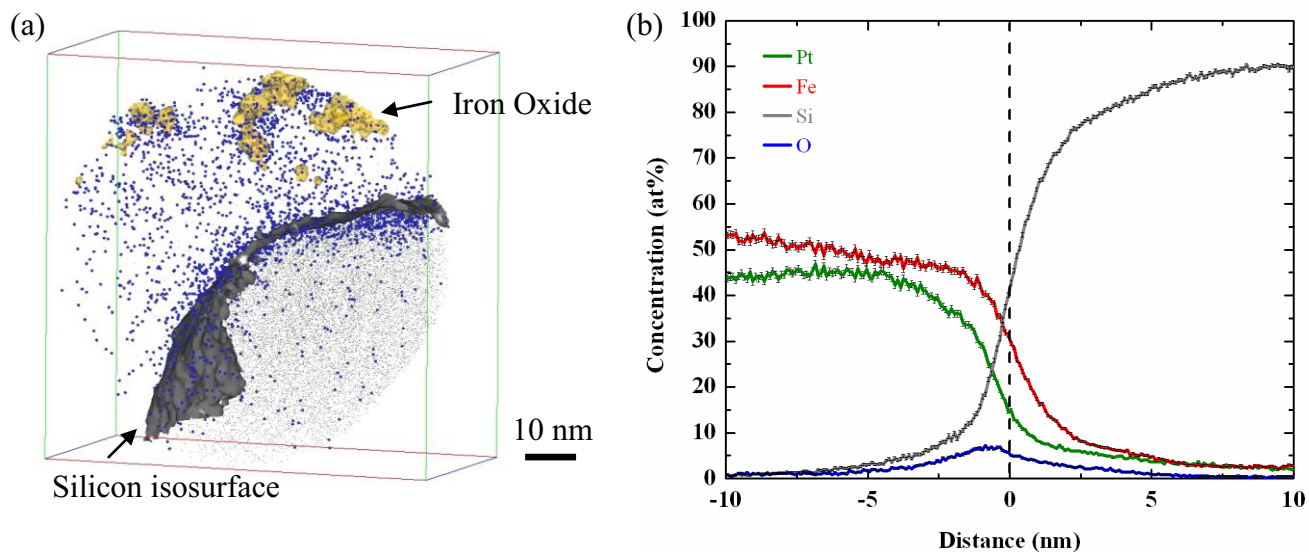 (a)
Iron Oxide
10 nm
Silicon isosurface
(b)
Pt
Fe
Si
O
Concentration (at%)
100
90
80
70
60
50
40
30
20
10
0
-10
-5
0
5
10
Distance (nm)